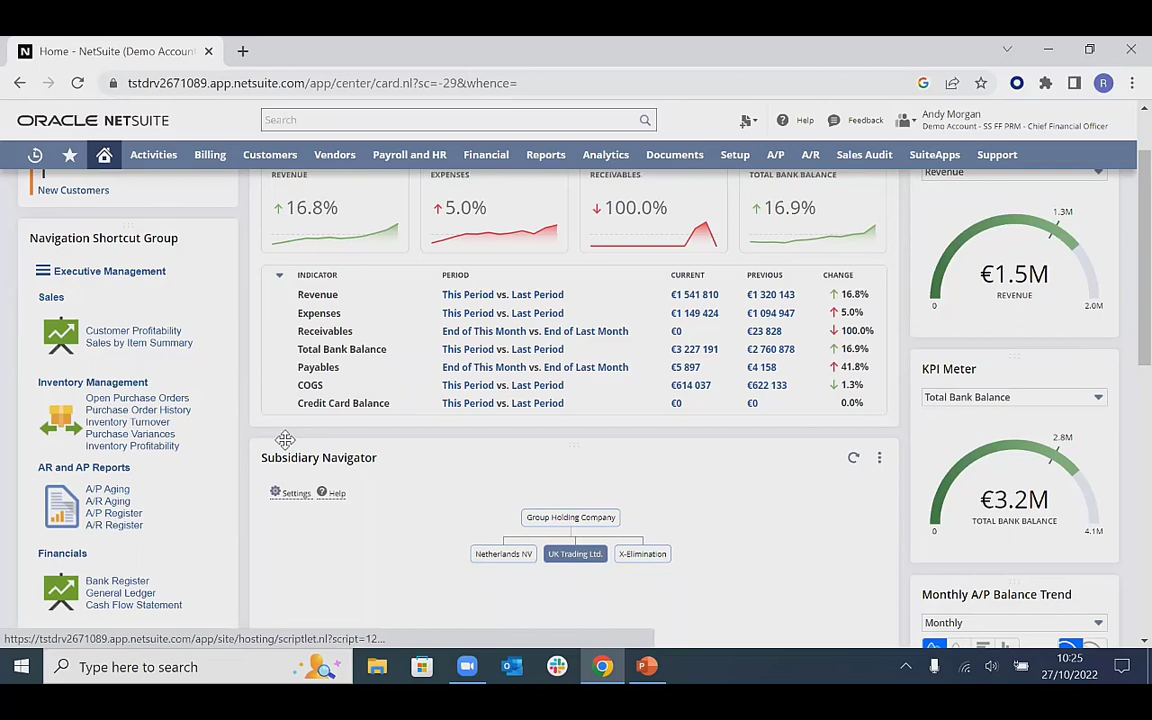 Home - NetSuite (Demo Accoun
tstdrv2671089.app.netsuite.com/app/center/card.nl?sc=-29&whence=
R
ORACLE NETSUITE
Search
Help
Feedback
Andy Morgan
Demo Account - SS FF PRM - Chief Financial Officer
Activities Billing Customers Vendors Payroll and HR Financial Reports Analytics Documents Setup A/P A/R Sales Audit SuiteApps Support
New Customers
Navigation Shortcut Group
Executive Management
Sales
Customer Profitability
Sales by Item Summary
Inventory Management
Open Purchase Orders
Purchase Order History
Inventory Turnover
Purchase Variances
Inventory Profitability
AR and AP Reports
A/P Aging
A/R Aging
A/P Register
A/R Register
Financials
Bank Register
General Ledger
Cash Flow Statement
REVENUE EXPENSES RECEIVABLES TOTAL BANK BALANCE
16.8% 5.0% 100.0% 16.9%
INDICATOR PERIOD CURRENT PREVIOUS CHANGE
Revenue This Period vs. Last Period €1 541 810 €1 320 143 16.8%
Expenses This Period vs. Last Period €1 149 424 €1 094 947 5.0%
Receivables End of This Month vs. End of Last Month €0 €23 828 100.0%
Total Bank Balance This Period vs. Last Period €3 227 191 €2 760 878 16.9%
Payables End of This Month vs. End of Last Month €5 897 €4 158 41.8%
COGS This Period vs. Last Period €614 037 €622 133 1.3%
Credit Card Balance This Period vs. Last Period €0 €0 0.0%
Subsidiary Navigator
Settings Help
Group Holding Company
Netherlands NV UK Trading Ltd. X-Elimination
Revenue
1.3M
€1.5M
REVENUE
0 2.0M
KPI Meter
Total Bank Balance
2.8M
€3.2M
TOTAL BANK BALANCE
0 4.1M
Monthly A/P Balance Trend
Monthly
https://tstdrv2671089.app.netsuite.com/app/site/hosting/scriptlet.nl?script=12...
Type here to search
10:25
27/10/2022